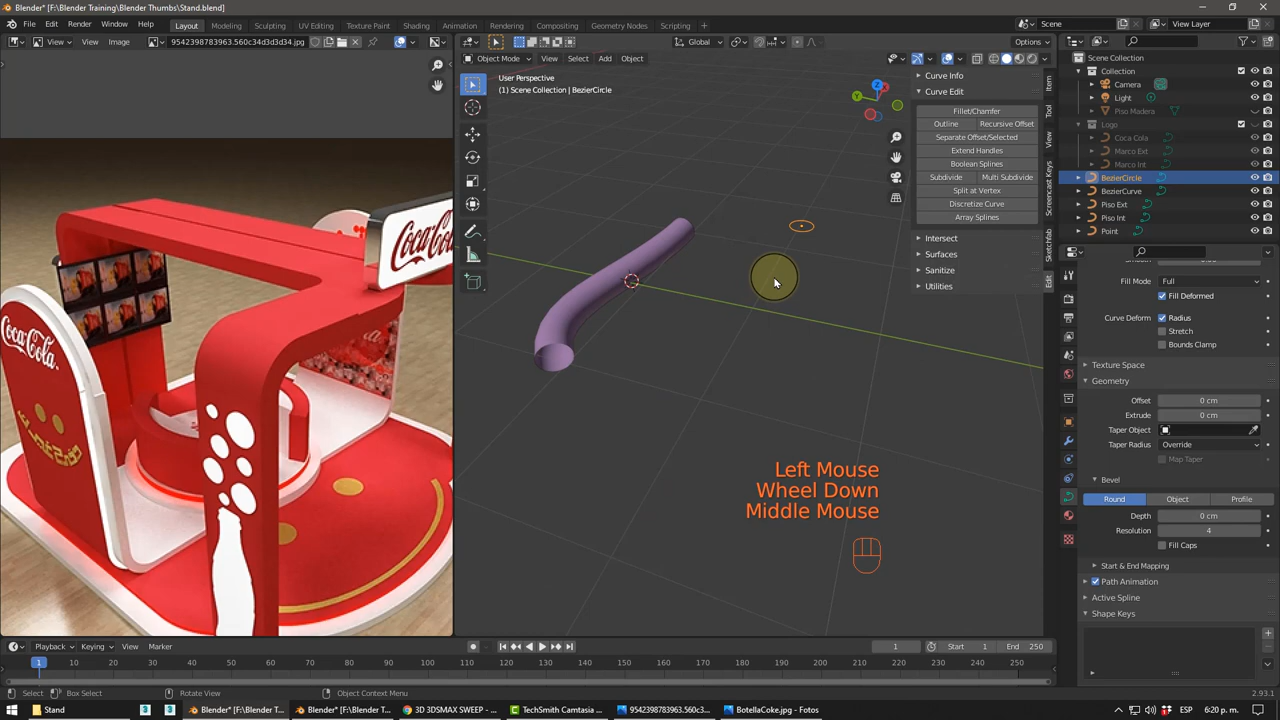 Blender* [F:\Blender Training\Blender Thumbs\Stand.blend]
File Edit Render Window Help
Layout Modeling Sculpting UV Editing Texture Paint Shading Animation Rendering Compositing Geometry Nodes Scripting +
Scene View Layer
View View Image 9542398783963.560c34d3d3d34.jpg
Global Options
Object Mode View Select Add Object
User Perspective
(1) Scene Collection | BezierCircle
Z Y X
Item
Tool
View
Screencast Keys
Sketchfab
Edit
Curve Info
Curve Edit
Fillet/Chamfer
Outline Recursive Offset
Separate Offset/Selected
Extend Handles
Boolean Splines
Subdivide Multi Subdivide
Split at Vertex
Discretize Curve
Array Splines
Intersect
Surfaces
Sanitize
Utilities
Scene Collection
Collection
Camera
Light
Piso Madera
Logo
Coca Cola
Marco Ext
Marco Int
BezierCircle
BezierCurve
Piso Ext
Piso Int
Point
Fill Mode Full
Fill Deformed
Curve Deform Radius
Stretch
Bounds Clamp
Texture Space
Geometry
Offset 0 cm
Extrude 0 cm
Taper Object
Taper Radius Override
Map Taper
Bevel
Round Object Profile
Depth 0 cm
Resolution 4
Fill Caps
Start & End Mapping
Path Animation
Active Spline
Shape Keys
Coca-Cola
Coca-Cola
Left Mouse
Wheel Down
Middle Mouse
Playback Keying View Marker 1 Start 1 End 250
1 10 20 30 40 50 60 70 80 90 100 110 120 130 140 150 160 170 180 190 200 210 220 230 240 250
Select Box Select Rotate View Object Context Menu 2.93.1
Stand Blender* [F:\Blender T... Blender* [F:\Blender T... 3D 3DSMAX SWEEP - ... TechSmith Camtasia ... 9542398783963.560c3... BotellaCoke.jpg - Fotos ESP 6:20 p. m.